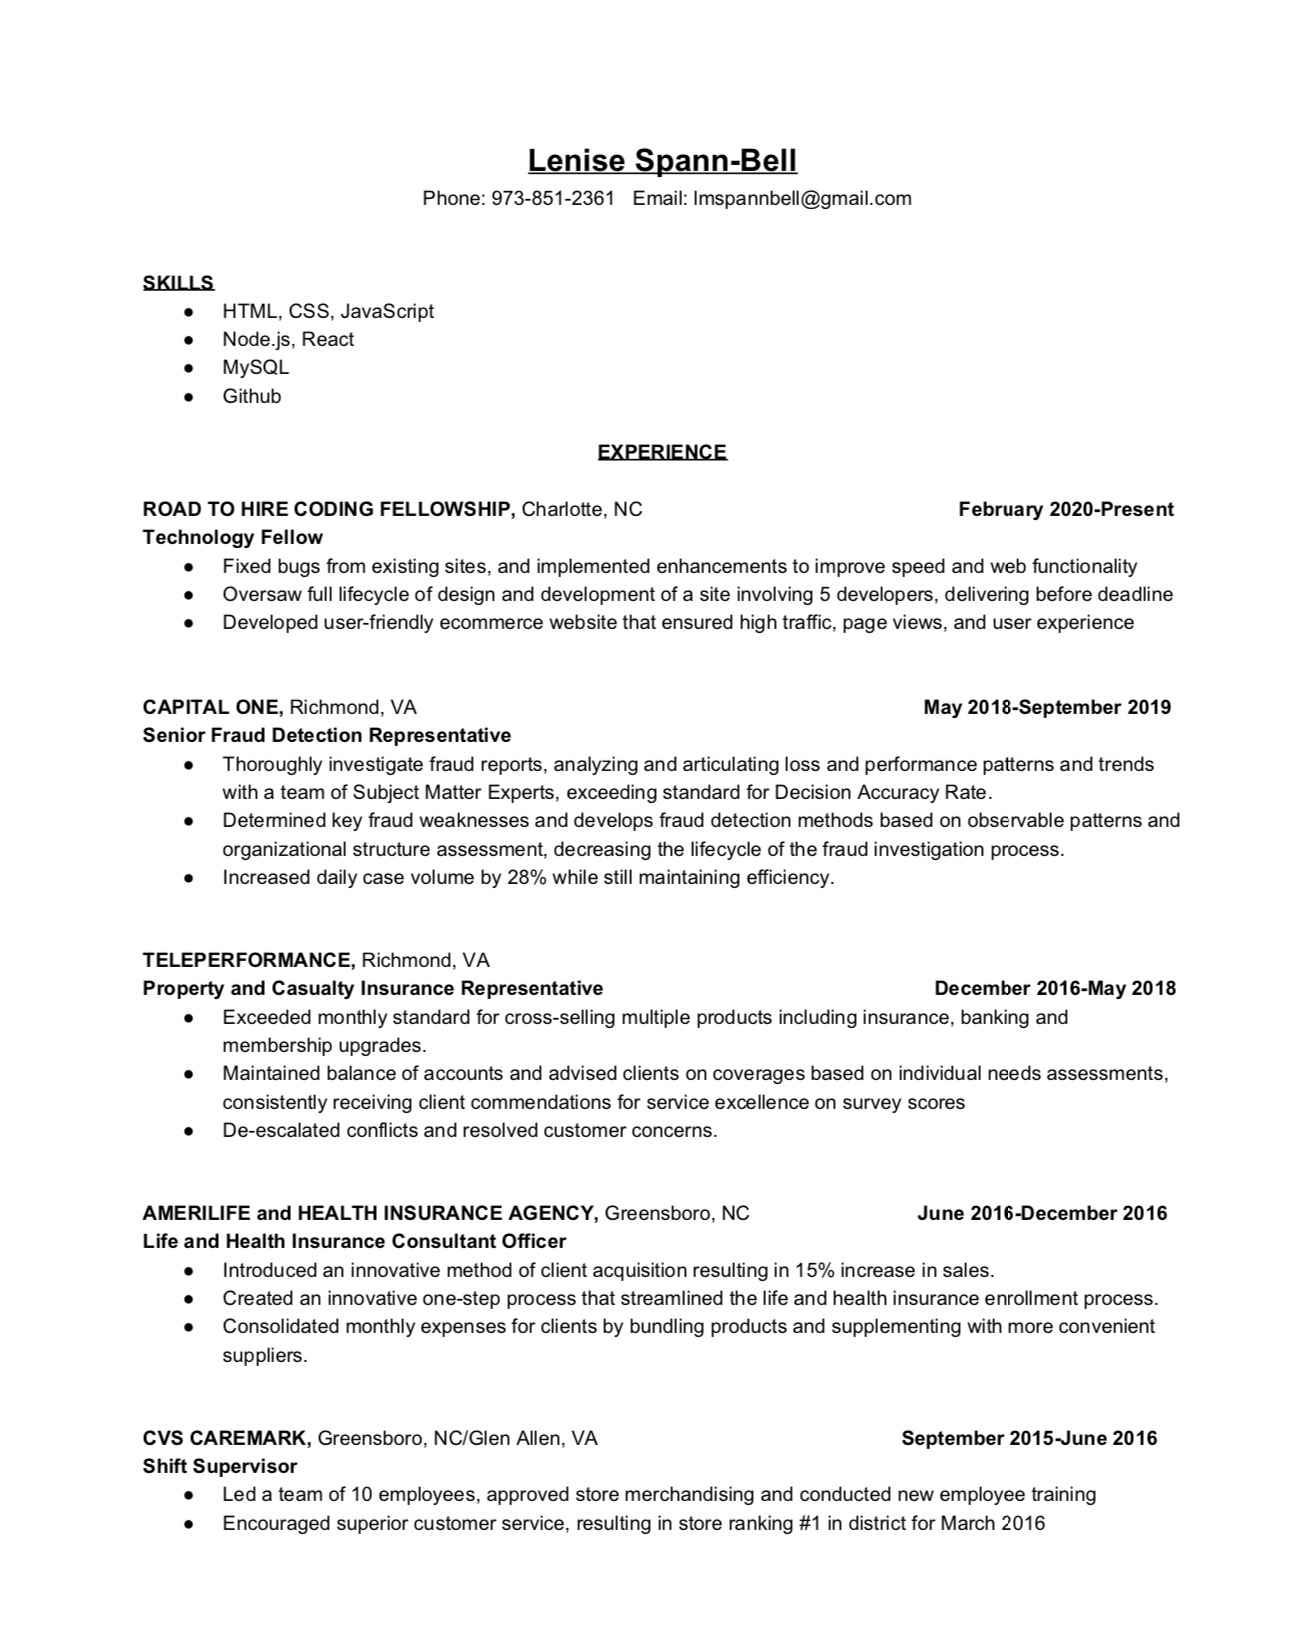 Lenise Spann-Bell
Phone: 973-851-2361 Email: lmspannbell@gmail.com
SKILLS
● HTML, CSS, JavaScript
● Node.js, React
● MySQL
● Github
EXPERIENCE
ROAD TO HIRE CODING FELLOWSHIP, Charlotte, NC February 2020-Present
Technology Fellow
● Fixed bugs from existing sites, and implemented enhancements to improve speed and web functionality
● Oversaw full lifecycle of design and development of a site involving 5 developers, delivering before deadline
● Developed user-friendly ecommerce website that ensured high traffic, page views, and user experience
CAPITAL ONE, Richmond, VA May 2018-September 2019
Senior Fraud Detection Representative
● Thoroughly investigate fraud reports, analyzing and articulating loss and performance patterns and trends
with a team of Subject Matter Experts, exceeding standard for Decision Accuracy Rate.
● Determined key fraud weaknesses and develops fraud detection methods based on observable patterns and
organizational structure assessment, decreasing the lifecycle of the fraud investigation process.
● Increased daily case volume by 28% while still maintaining efficiency.
TELEPERFORMANCE, Richmond, VA
Property and Casualty Insurance Representative December 2016-May 2018
● Exceeded monthly standard for cross-selling multiple products including insurance, banking and
membership upgrades.
● Maintained balance of accounts and advised clients on coverages based on individual needs assessments,
consistently receiving client commendations for service excellence on survey scores
● De-escalated conflicts and resolved customer concerns.
AMERILIFE and HEALTH INSURANCE AGENCY, Greensboro, NC June 2016-December 2016
Life and Health Insurance Consultant Officer
● Introduced an innovative method of client acquisition resulting in 15% increase in sales.
● Created an innovative one-step process that streamlined the life and health insurance enrollment process.
● Consolidated monthly expenses for clients by bundling products and supplementing with more convenient
suppliers.
CVS CAREMARK, Greensboro, NC/Glen Allen, VA September 2015-June 2016
Shift Supervisor
● Led a team of 10 employees, approved store merchandising and conducted new employee training
● Encouraged superior customer service, resulting in store ranking #1 in district for March 2016